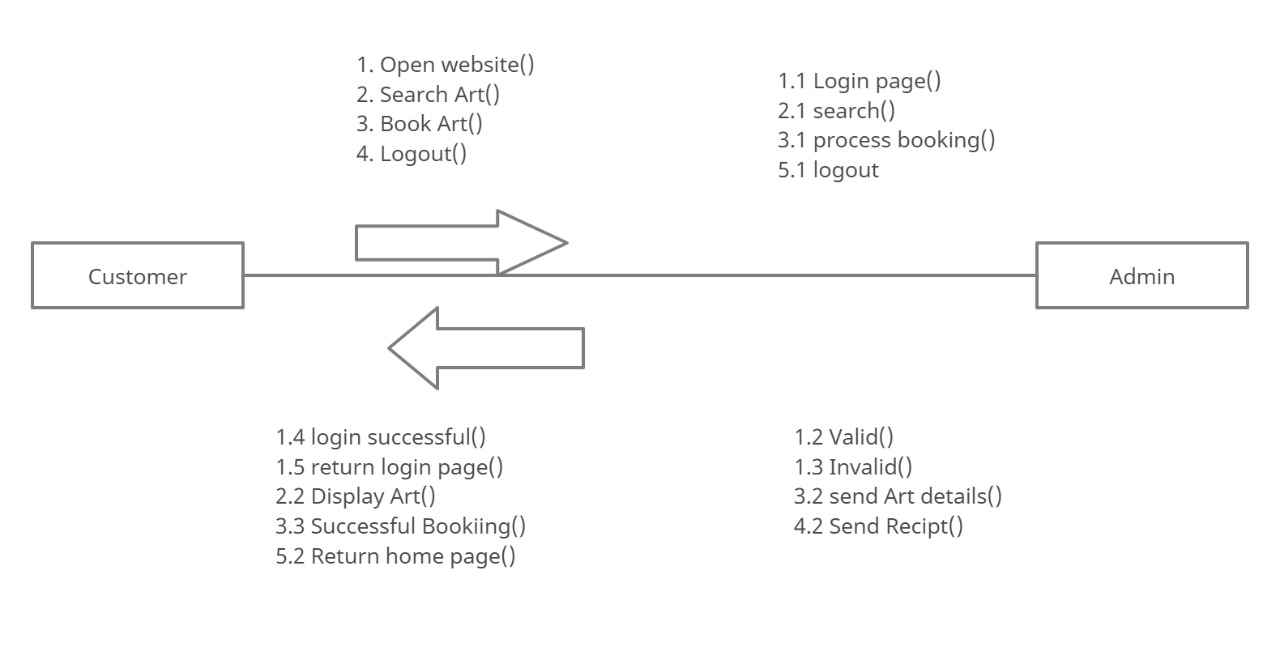 1. Open website()
2. Search Art()
3. Book Art()
4. Logout()
1.1 Login page()
2.1 search()
3.1 process booking()
5.1 logout
Customer
Admin
1.4 login successful()
1.5 return login page()
2.2 Display Art()
3.3 Successful Bookiing()
5.2 Return home page()
1.2 Valid()
1.3 Invalid()
3.2 send Art details()
4.2 Send Recipt()